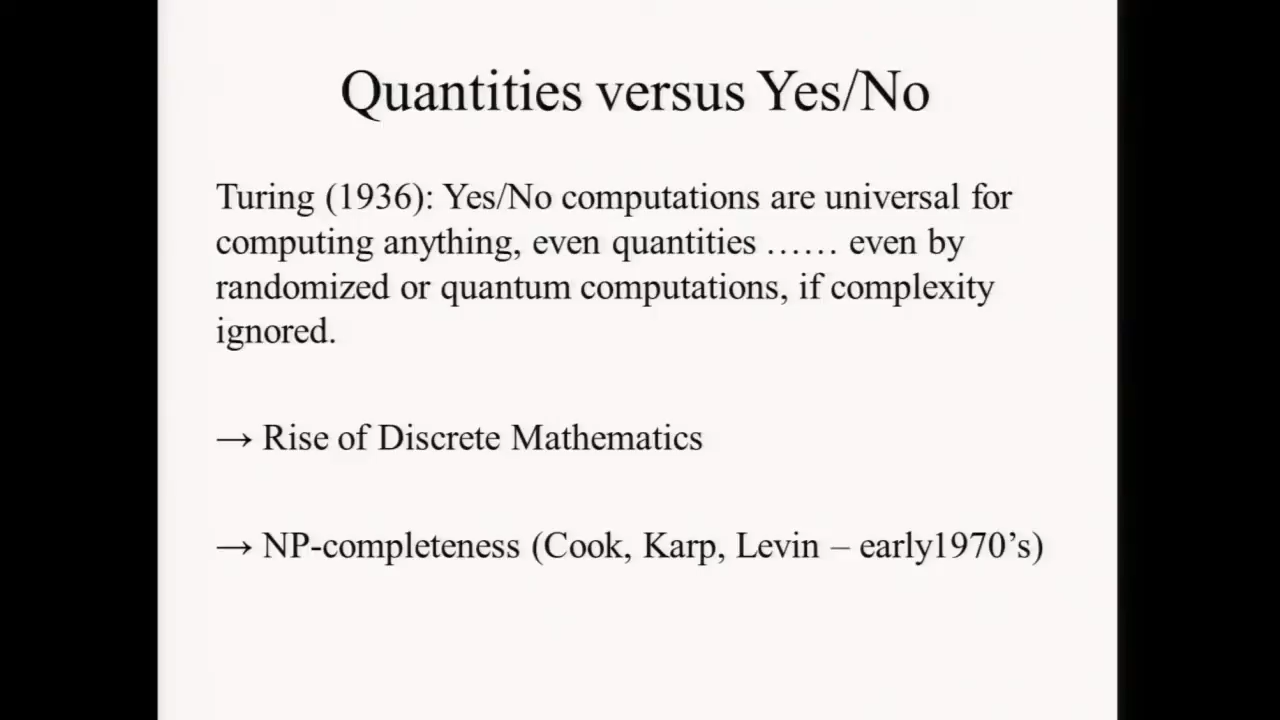 Quantities versus Yes/No
Turing (1936): Yes/No computations are universal for
computing anything, even quantities …… even by
randomized or quantum computations, if complexity
ignored.
→ Rise of Discrete Mathematics
→ NP-completeness (Cook, Karp, Levin – early1970’s)